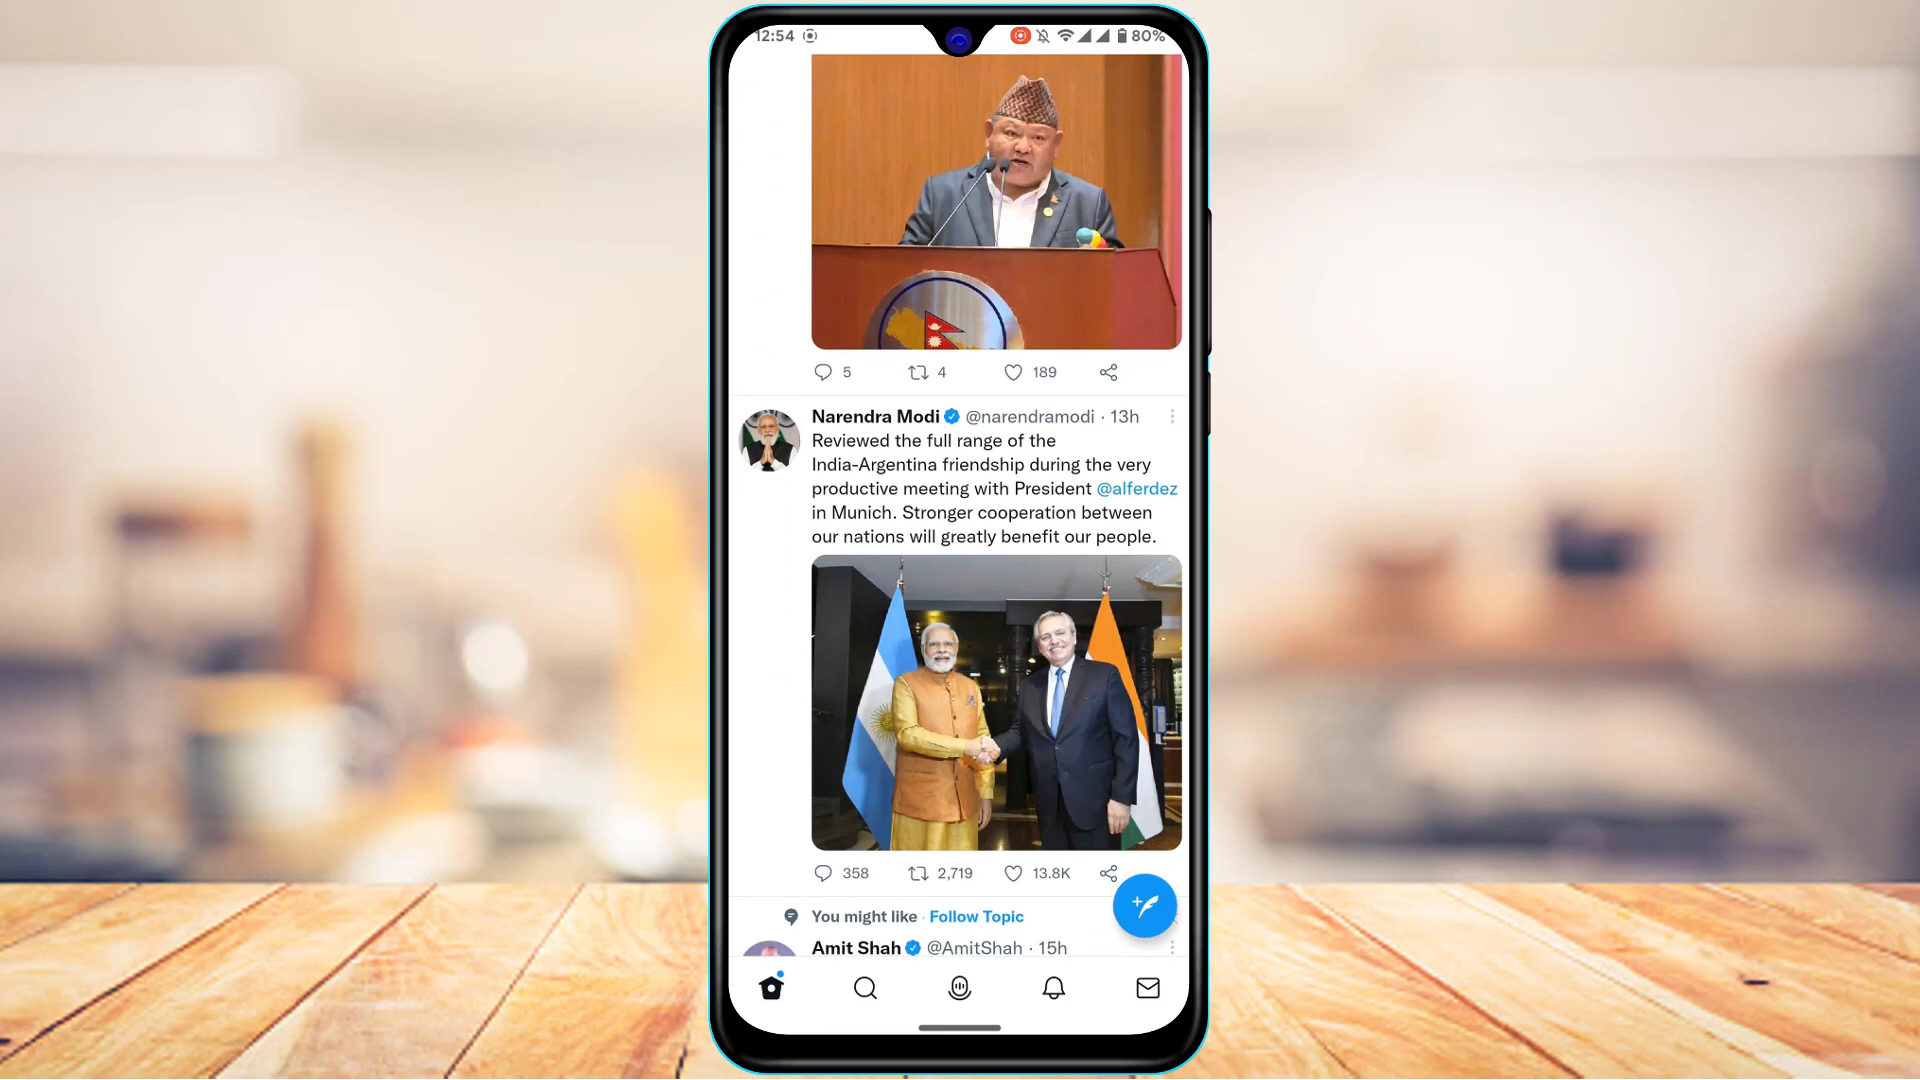 12:54 80%
5 4 189
Narendra Modi @narendramodi · 13h
Reviewed the full range of the
India-Argentina friendship during the very
productive meeting with President @alferdez
in Munich. Stronger cooperation between
our nations will greatly benefit our people.
358 2,719 13.8K
You might like · Follow Topic
Amit Shah @AmitShah · 15h